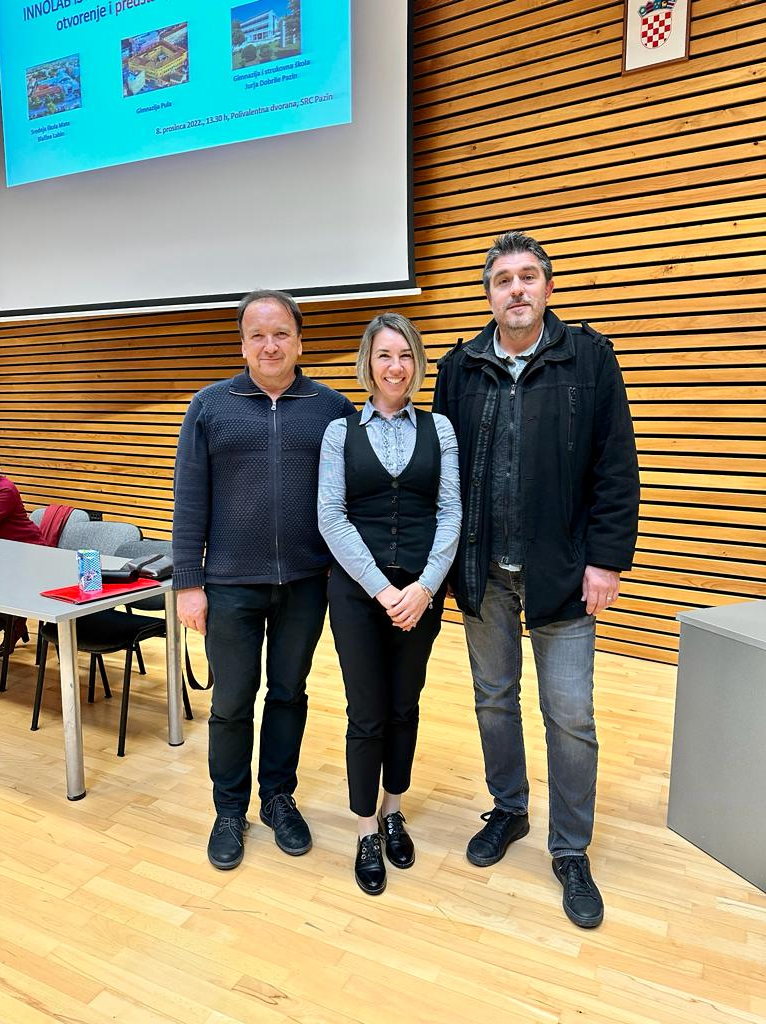 INNOLAB
otvorenje i
Srednja škola Mate
Blažine Labin
Gimnazija Pula
Gimnazija i strukovna škola
Jurja Dobrile Pazin
8. prosinca 2022., 13.30 h, Polivalentna dvorana, SRC Pazin